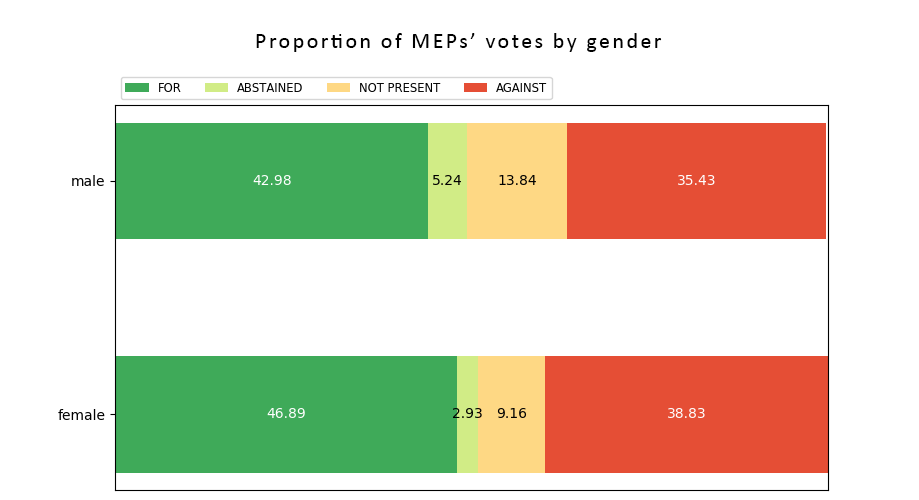 Proportion of MEPs’ votes by gender
FOR ABSTAINED NOT PRESENT AGAINST
male 42.98 5.24 13.84 35.43
female 46.89 2.93 9.16 38.83